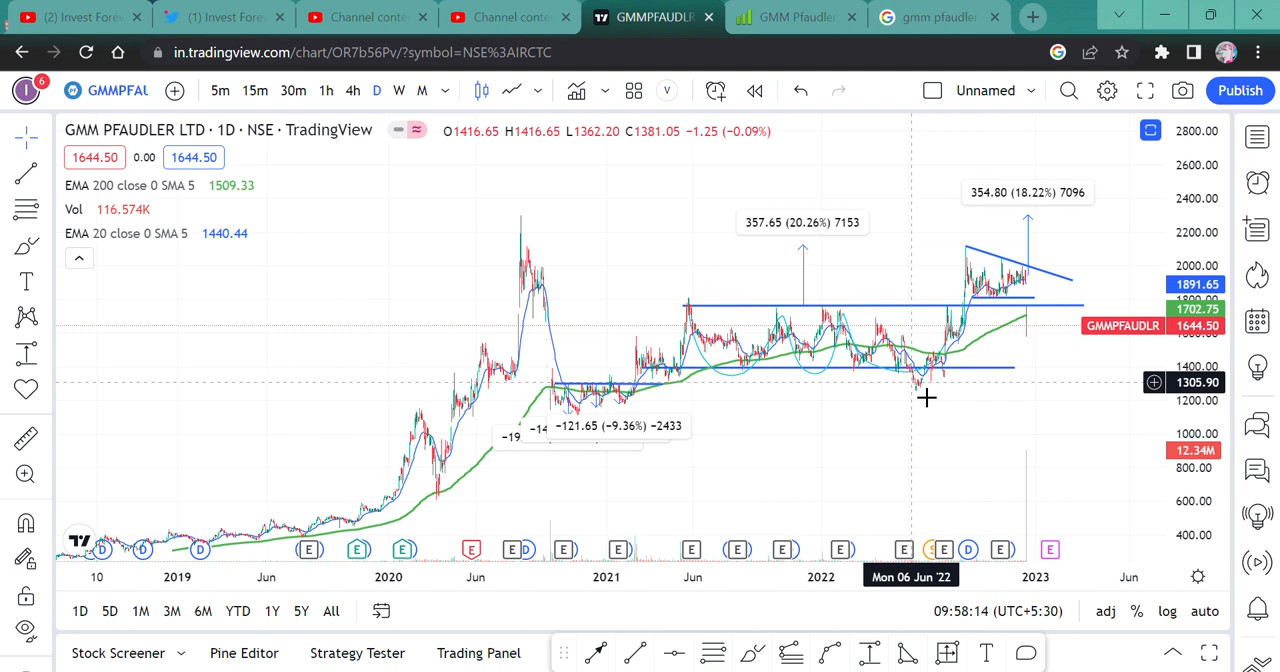 (2) Invest Fores
(1) Invest Fore
Channel conte
Channel conte
GMMPFAUDLR
GMM Pfaudler
gmm pfaudler
in.tradingview.com/chart/OR7b56Pv/?symbol=NSE%3AIRCTC
I 6 GMMPFAL 5m 15m 30m 1h 4h D W M V Unnamed Publish
GMM PFAUDLER LTD · 1D · NSE · TradingView O1416.65 H1416.65 L1362.20 C1381.05 −1.25 (−0.09%)
1644.50 0.00 1644.50
EMA 200 close 0 SMA 5 1509.33
Vol 116.574K
EMA 20 close 0 SMA 5 1440.44
354.80 (18.22%) 7096
357.65 (20.26%) 7153
−121.65 (−9.36%) −2433
−14
−19
2800.00
2600.00
2400.00
2200.00
2000.00
1891.65
1800.00
1702.75
GMMPFAUDLR 1644.50
1400.00
1305.90
1200.00
1000.00
12.34M
800.00
600.00
400.00
D D D E E E E E D E E E E E E E E D E E
10 2019 Jun 2020 Jun 2021 Jun 2022 Mon 06 Jun '22 2023 Jun
1D 5D 1M 3M 6M YTD 1Y 5Y All 09:58:14 (UTC+5:30) adj % log auto
Stock Screener Pine Editor Strategy Tester Trading Panel